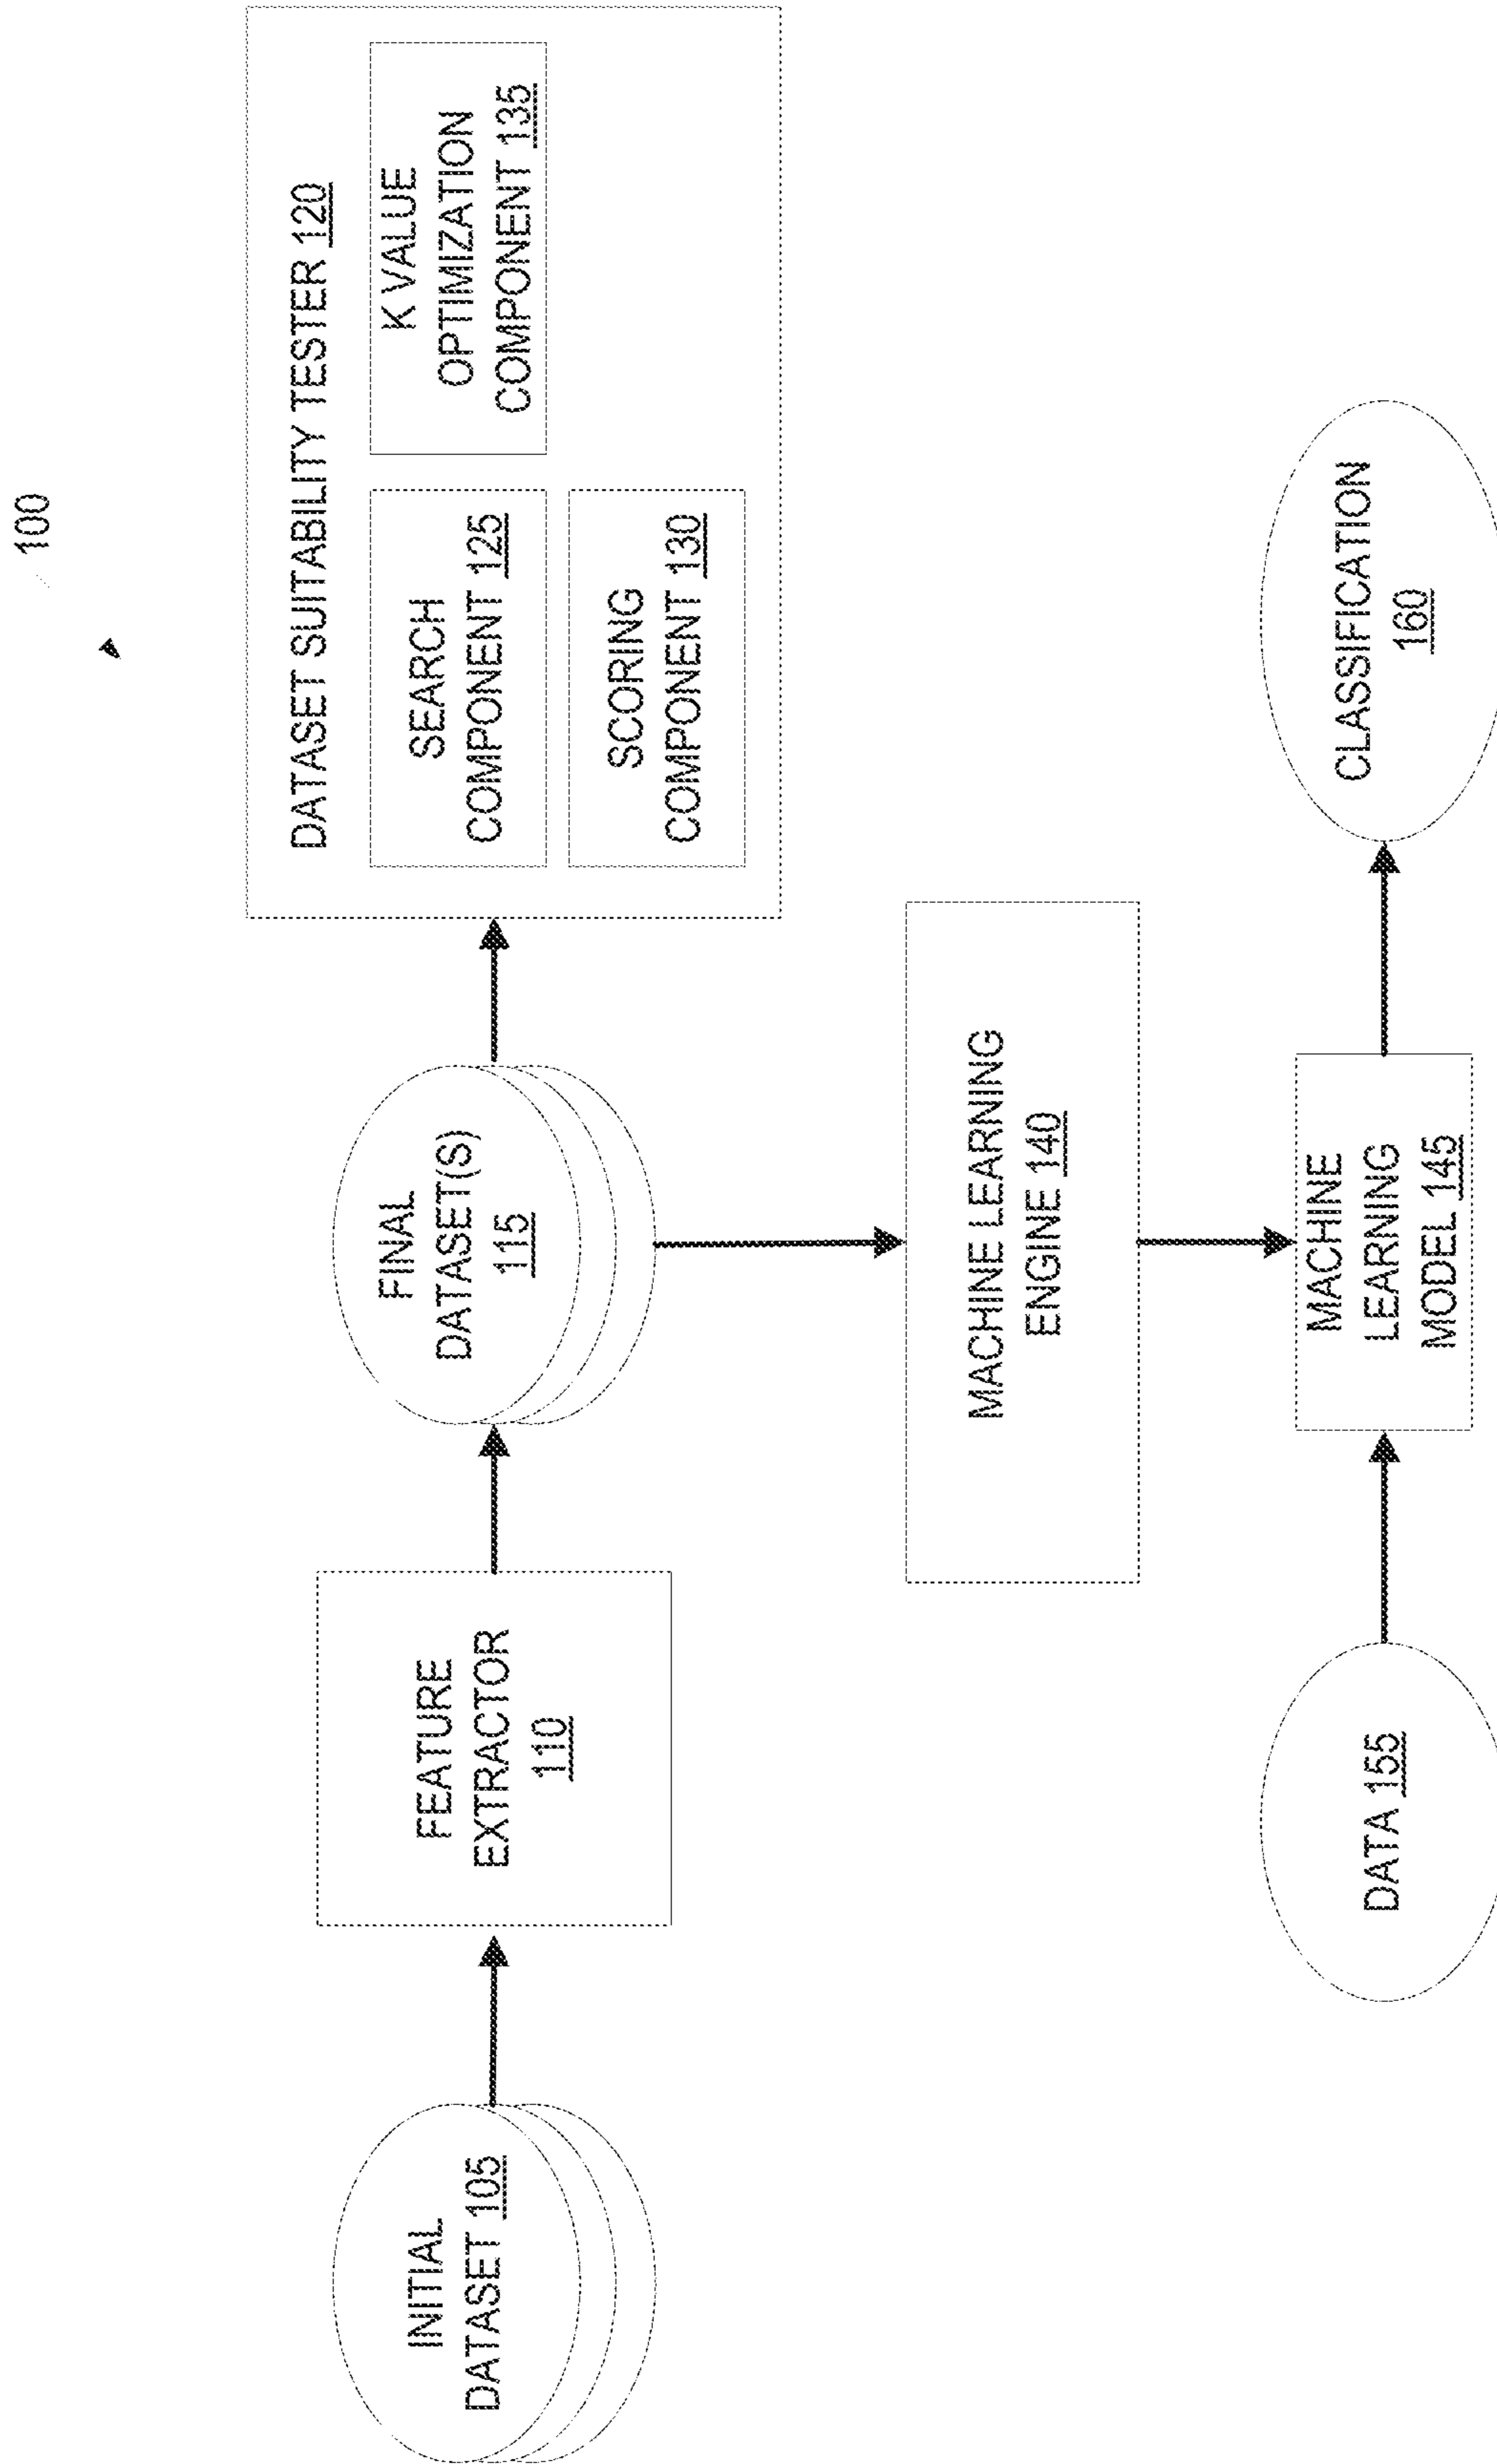 100
INITIAL
DATASET 105
FEATURE
EXTRACTOR
110
FINAL
DATASET(S)
115
DATASET SUITABILITY TESTER 120
SEARCH
COMPONENT 125
K VALUE
OPTIMIZATION
COMPONENT 135
SCORING
COMPONENT 130
MACHINE LEARNING
ENGINE 140
DATA 155
MACHINE
LEARNING
MODEL 145
CLASSIFICATION
160